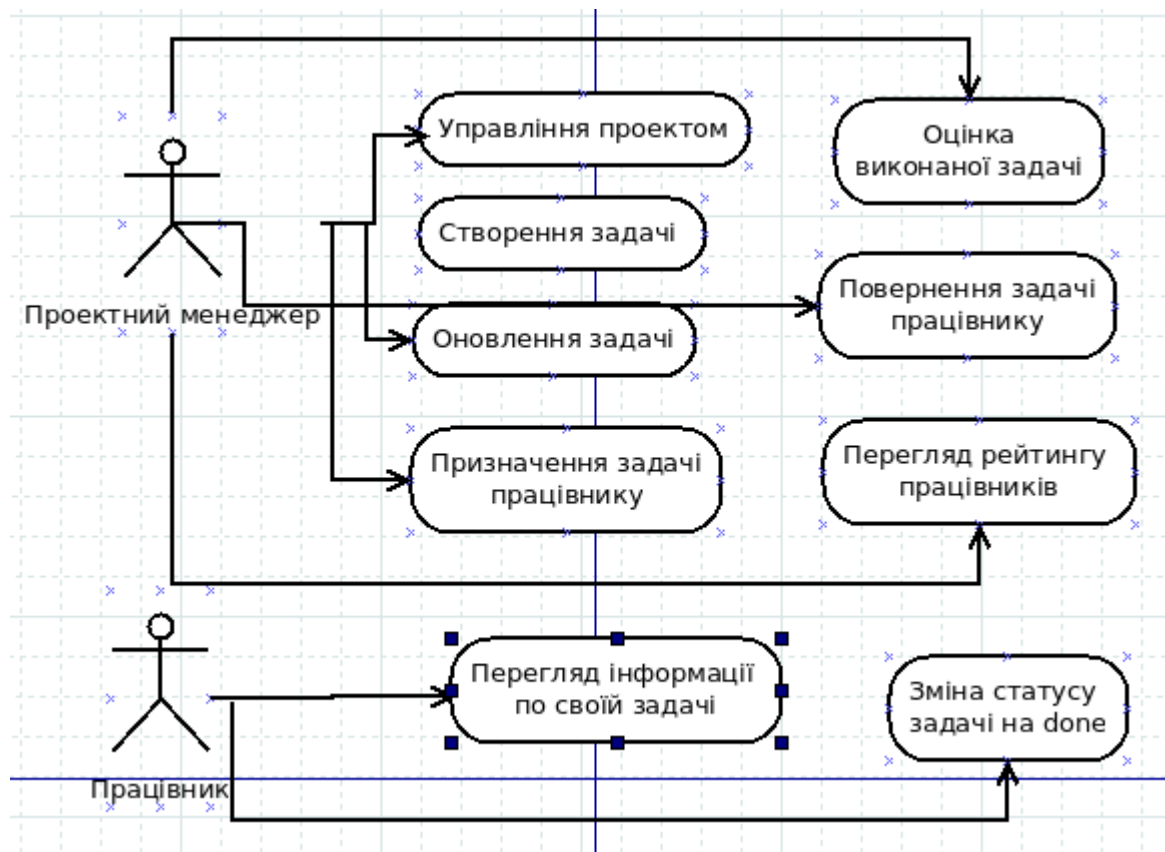 Управління проектом
Оцінка
виконаної задачі
Створення задачі
Проектний менеджер
Повернення задачі
працівнику
Оновлення задачі
Призначення задачі
працівнику
Перегляд рейтингу
працівників
Перегляд інформації
по своїй задачі
Зміна статусу
задачі на done
Працівник